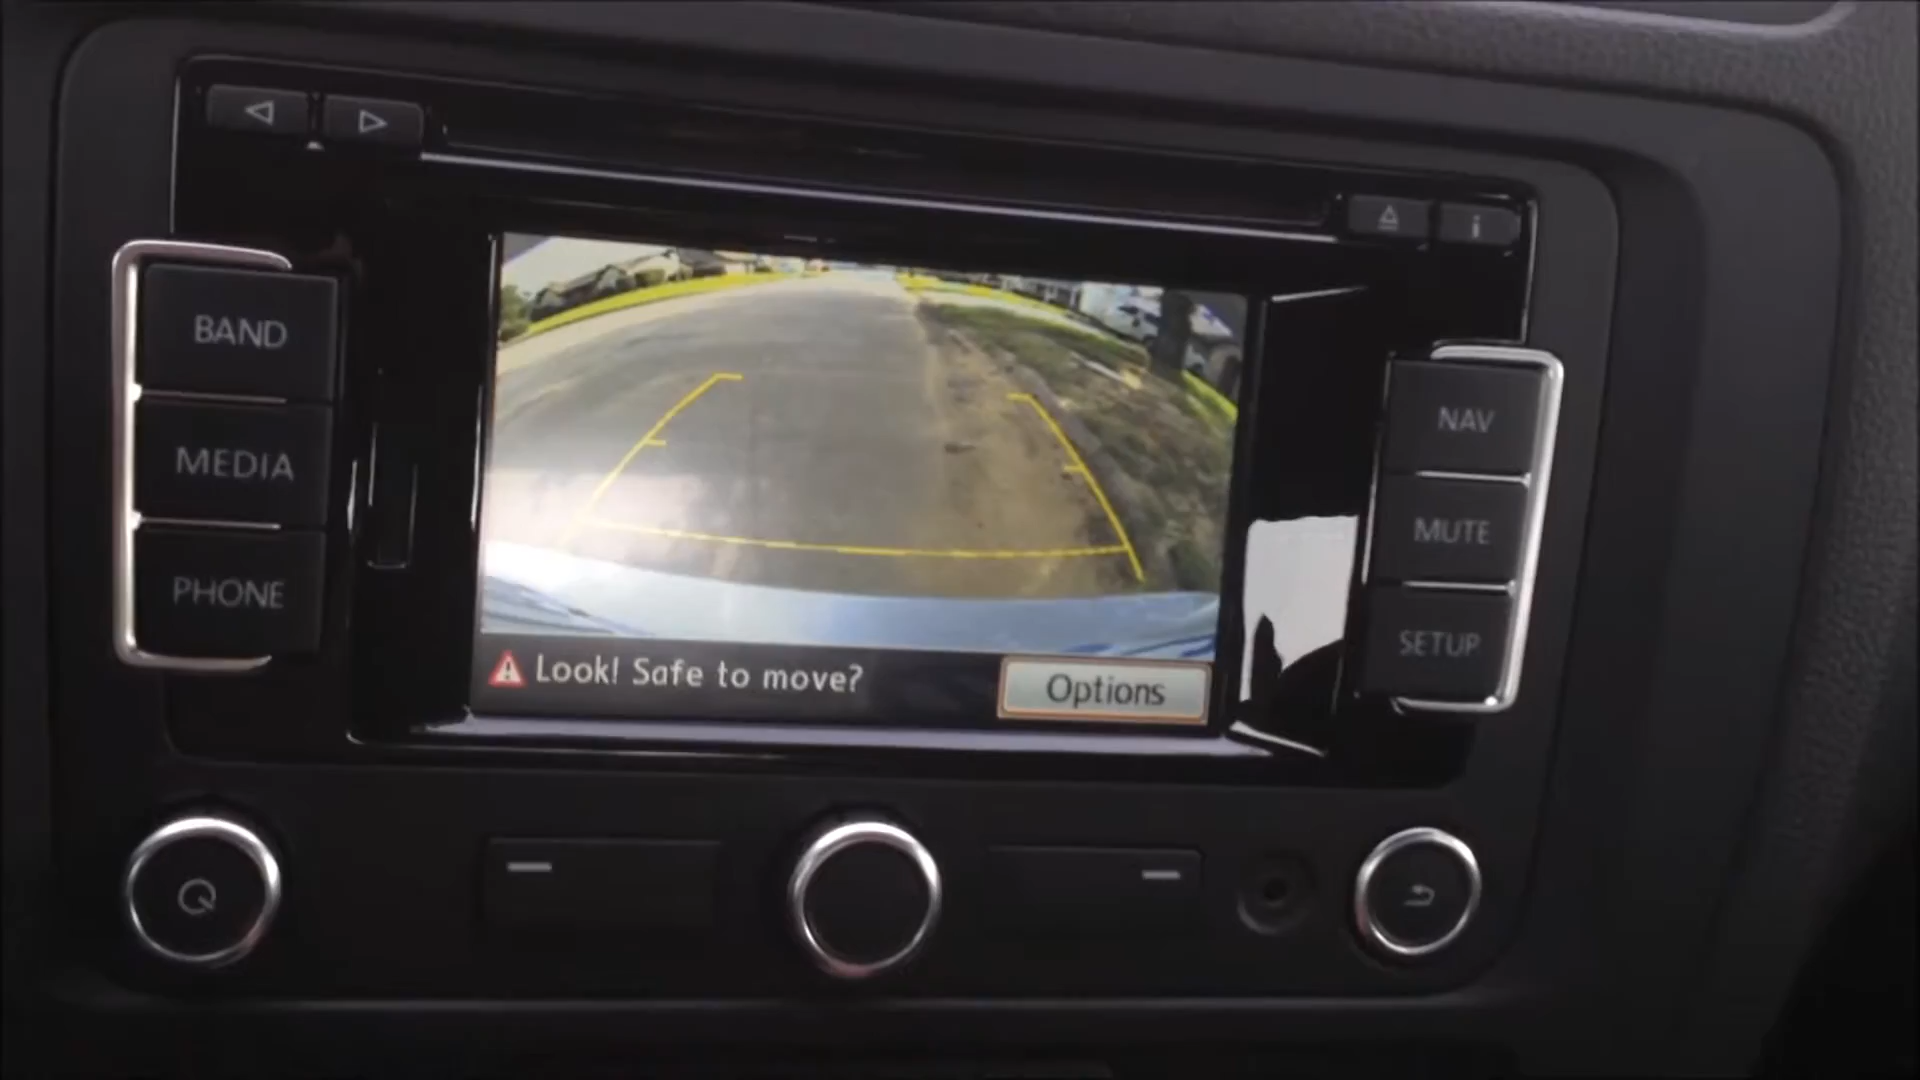 i
BAND
MEDIA
PHONE
NAV
MUTE
SETUP
Look! Safe to move?
Options